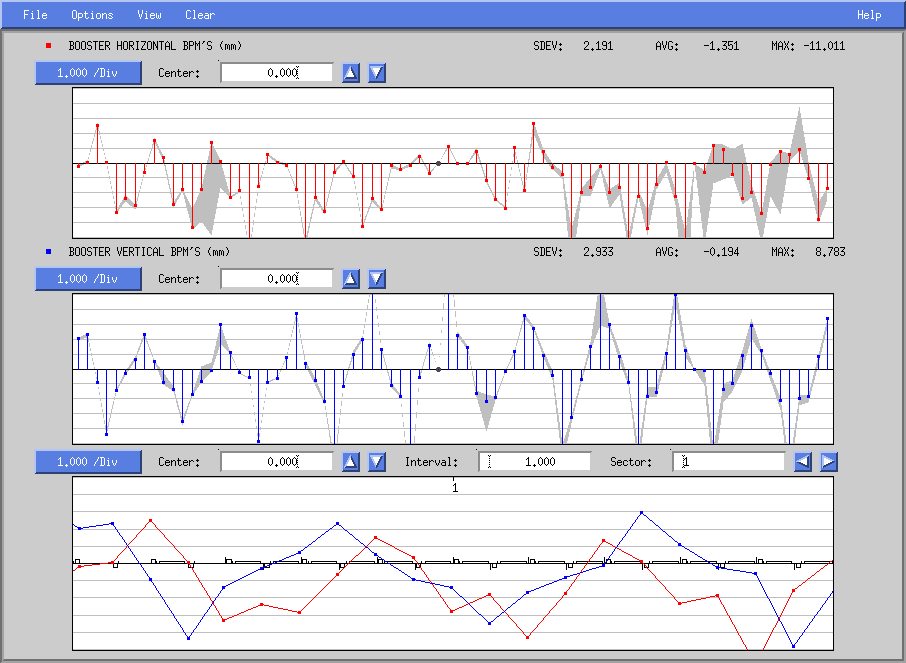 File Options View Clear Help
BOOSTER HORIZONTAL BPM'S (mm) SDEV: 2.191 AVG: -1.351 MAX: -11.011
1.000 /Div Center: 0.000
BOOSTER VERTICAL BPM'S (mm) SDEV: 2.933 AVG: -0.194 MAX: 8.783
1.000 /Div Center: 0.000
1.000 /Div Center: 0.000 Interval: 1.000 Sector: 1
1